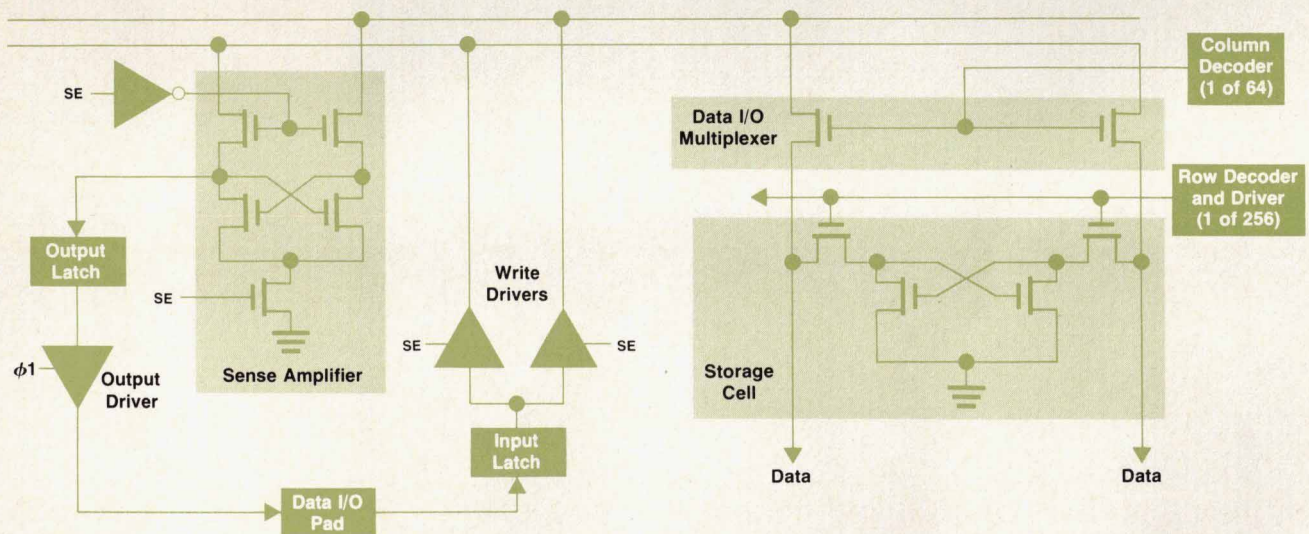 Column
Decoder
(1 of 64)
SE
Data I/O
Multiplexer
Row Decoder
and Driver
(1 of 256)
Output
Latch
Write
Drivers
SE
SE
SE
ϕ1
Output
Driver
Sense Amplifier
Storage
Cell
Input
Latch
Data
Data
Data I/O
Pad